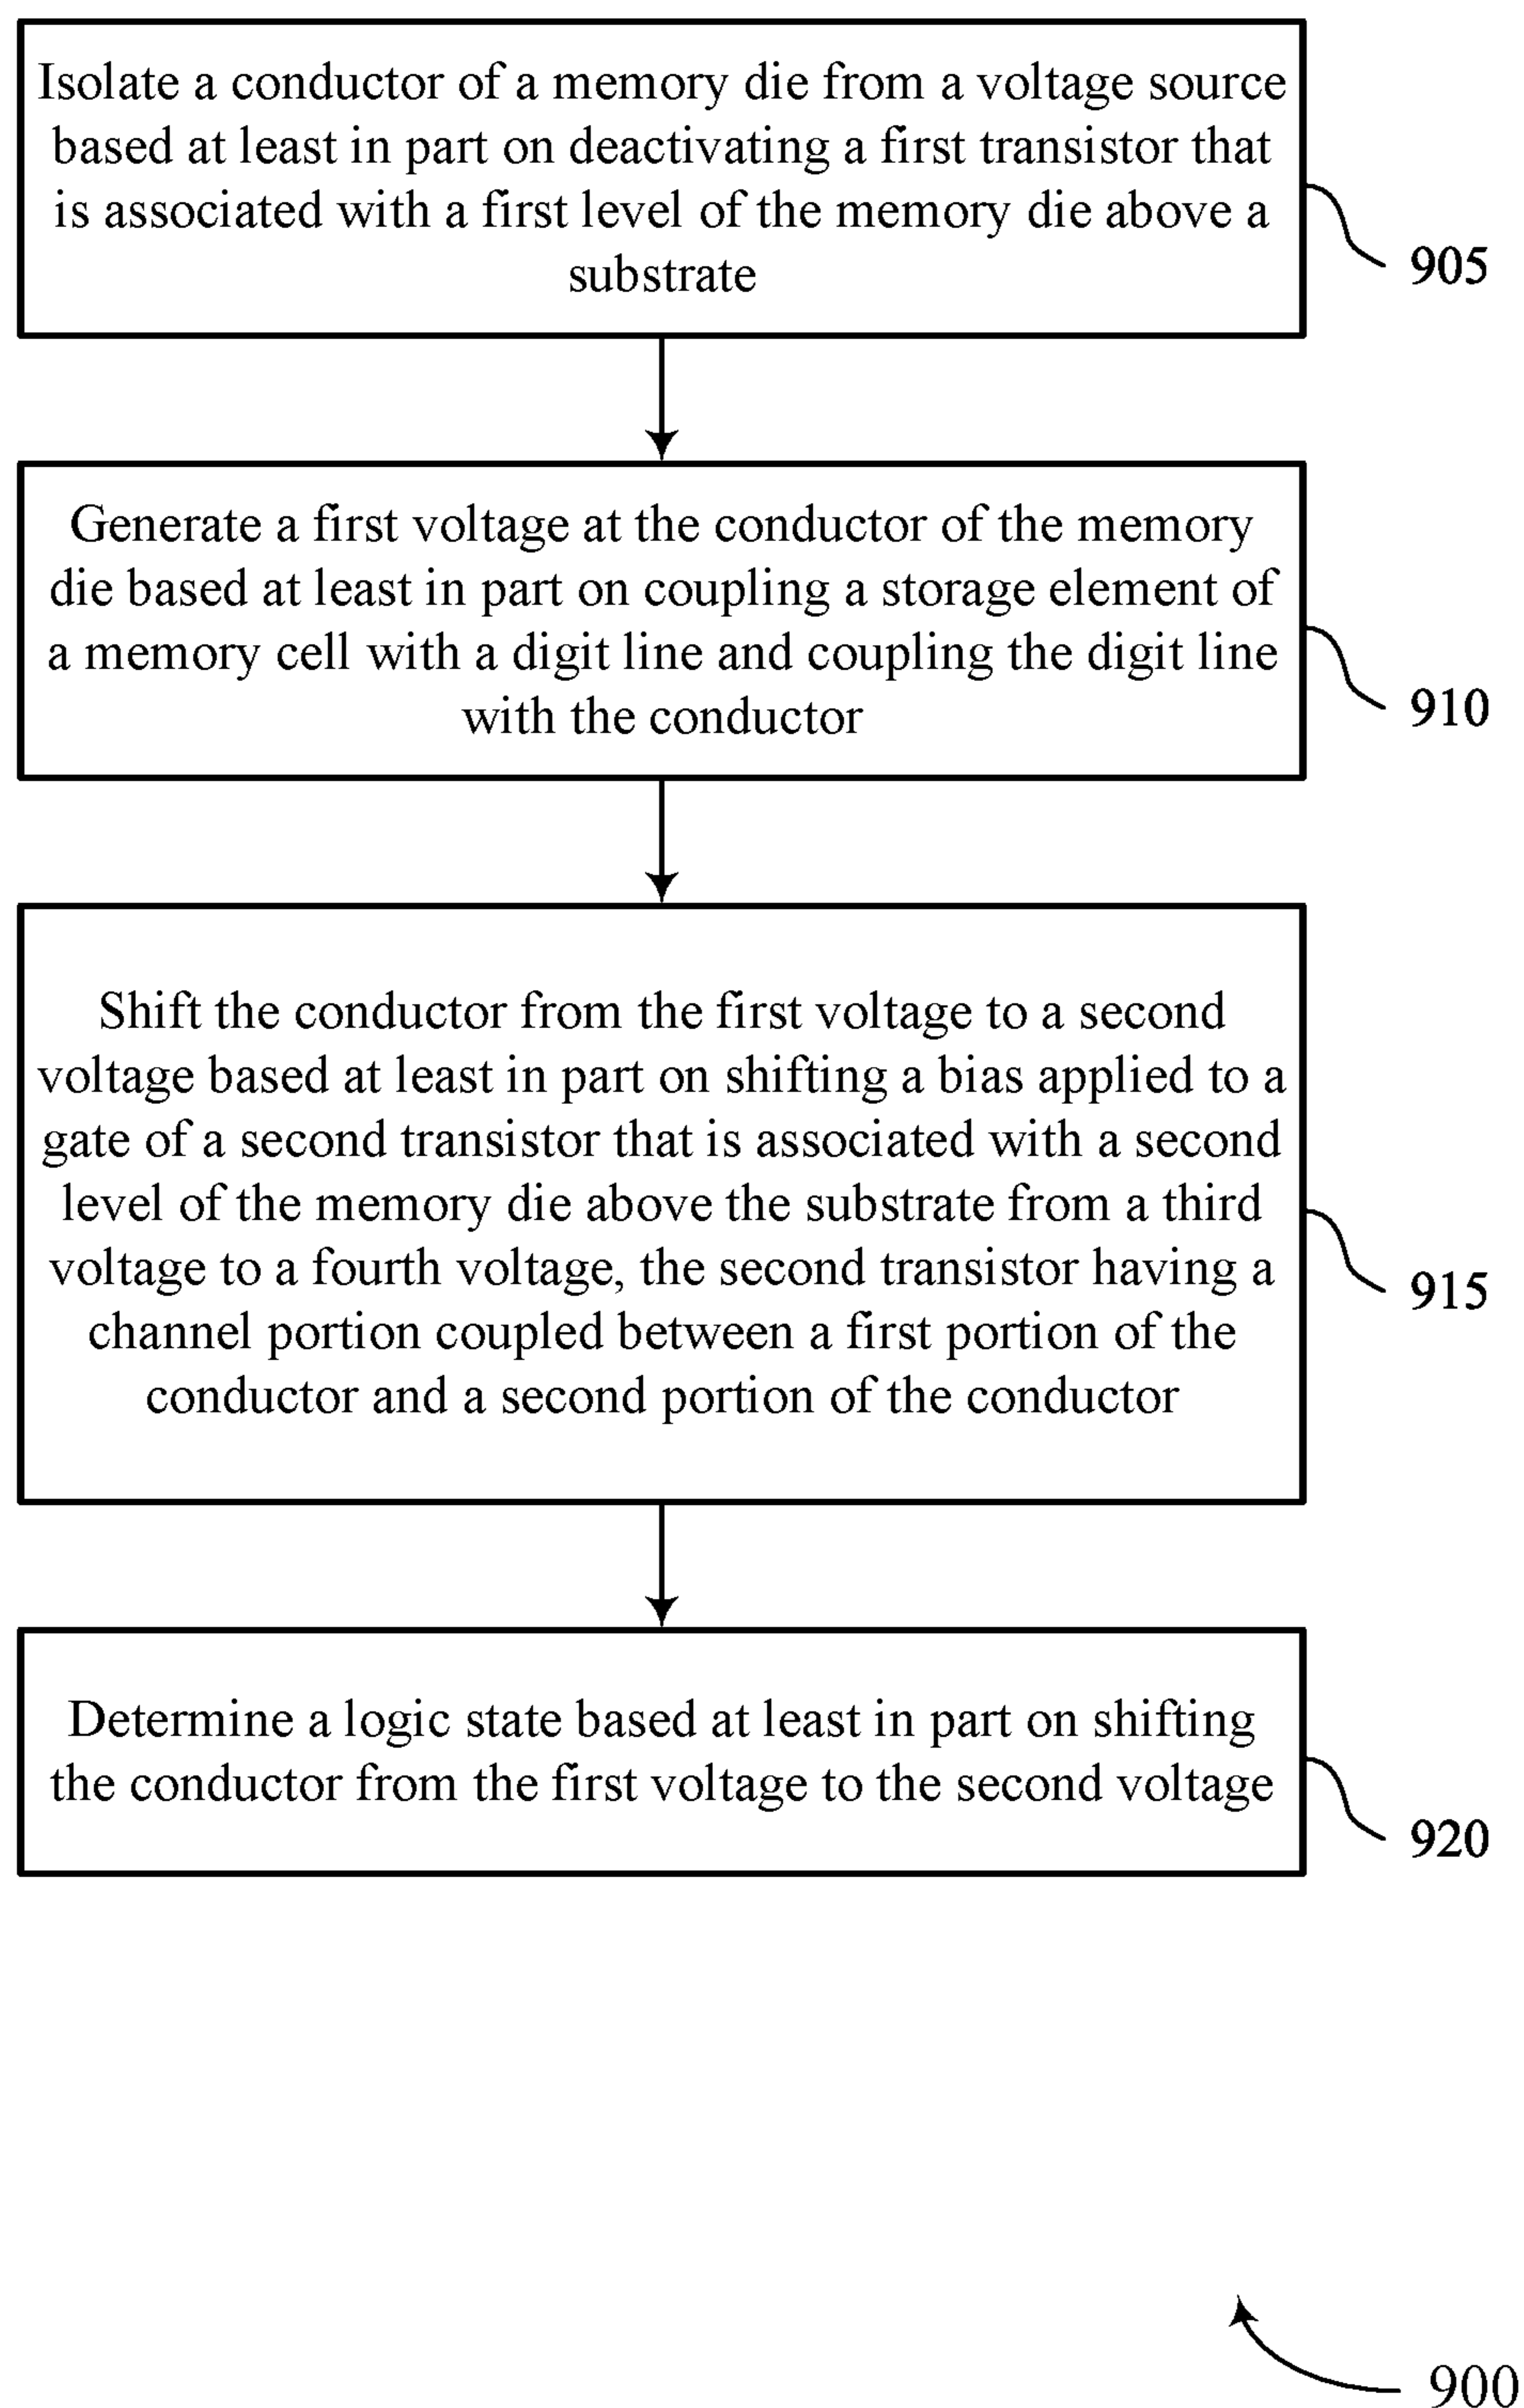 Isolate a conductor of a memory die from a voltage source
based at least in part on deactivating a first transistor that
is associated with a first level of the memory die above a
substrate
905
Generate a first voltage at the conductor of the memory
die based at least in part on coupling a storage element of
a memory cell with a digit line and coupling the digit line
with the conductor
910
Shift the conductor from the first voltage to a second
voltage based at least in part on shifting a bias applied to a
gate of a second transistor that is associated with a second
level of the memory die above the substrate from a third
voltage to a fourth voltage, the second transistor having a
channel portion coupled between a first portion of the
conductor and a second portion of the conductor
915
Determine a logic state based at least in part on shifting
the conductor from the first voltage to the second voltage
920
900